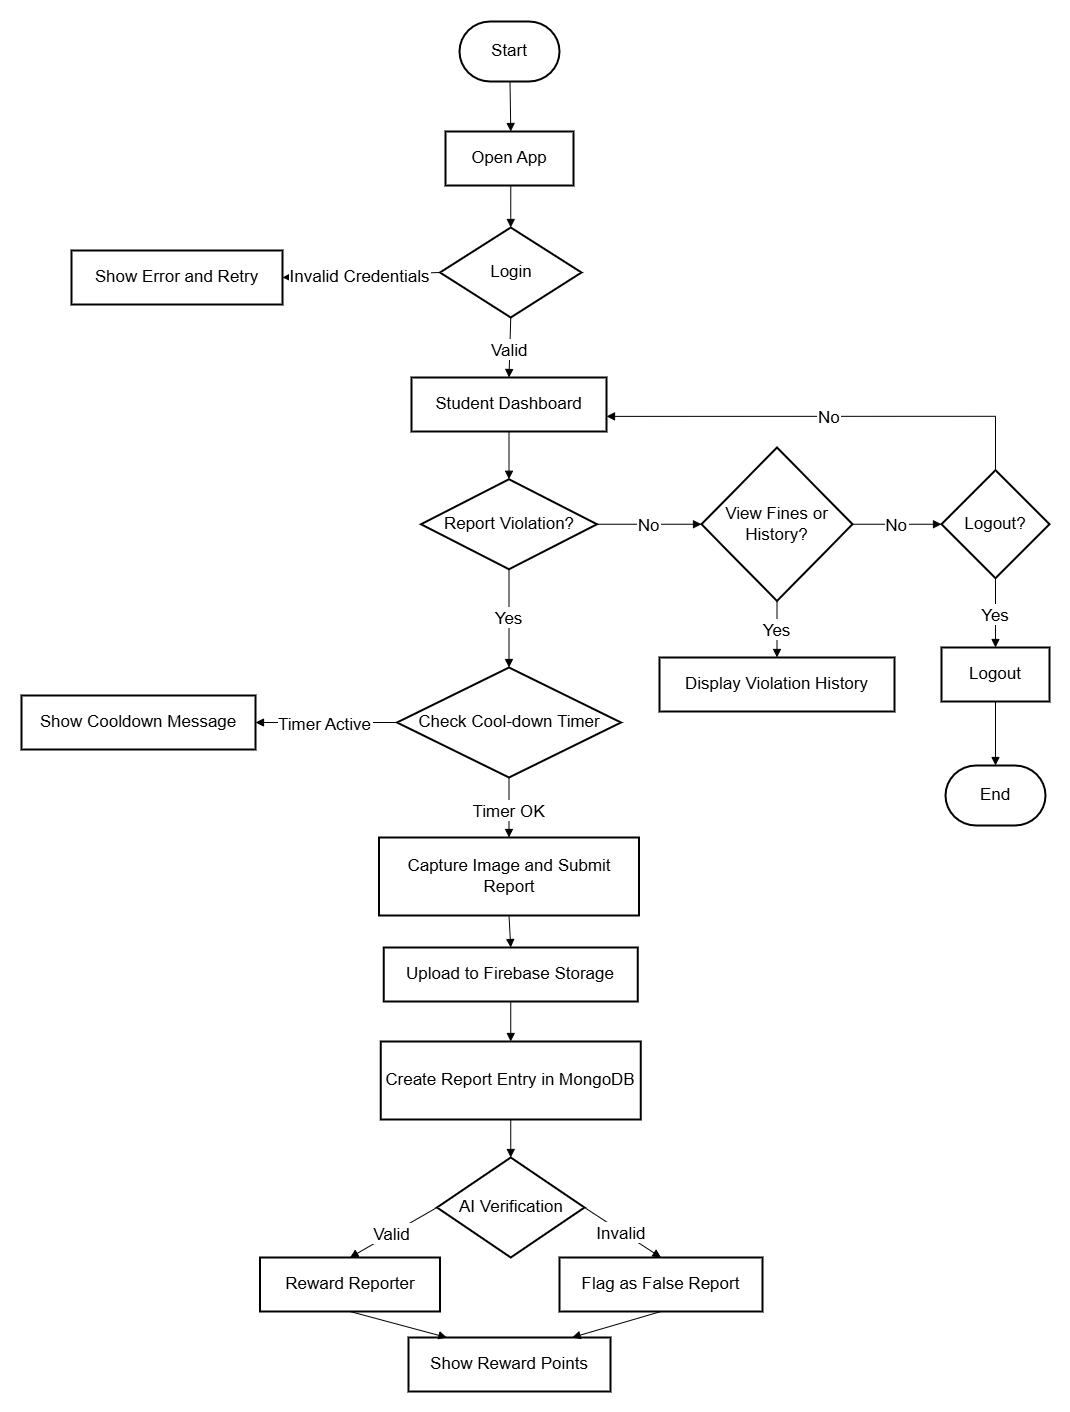 Start
Open App
Login
Invalid Credentials
Show Error and Retry
Valid
Student Dashboard
No
Report Violation?
No
View Fines or
History?
No
Logout?
Yes
Yes
Yes
Display Violation History
Logout
Check Cool-down Timer
Timer Active
Show Cooldown Message
End
Timer OK
Capture Image and Submit
Report
Upload to Firebase Storage
Create Report Entry in MongoDB
AI Verification
Valid
Invalid
Reward Reporter
Flag as False Report
Show Reward Points